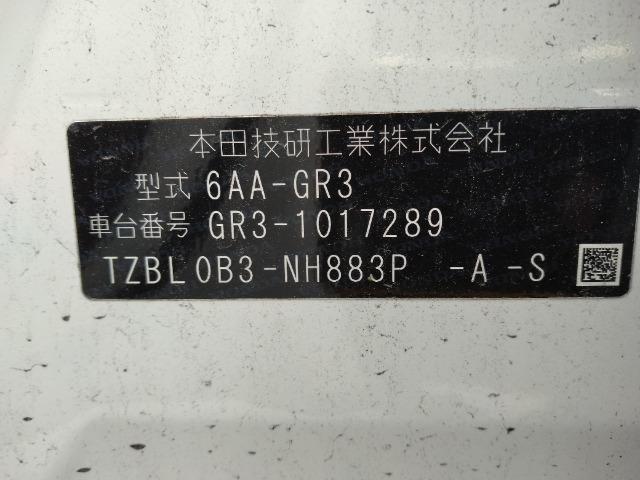 本田技研工業株式会社
型式 6AA-GR3
車台番号 GR3-1017289
TZBL0B3-NH883P -A -S